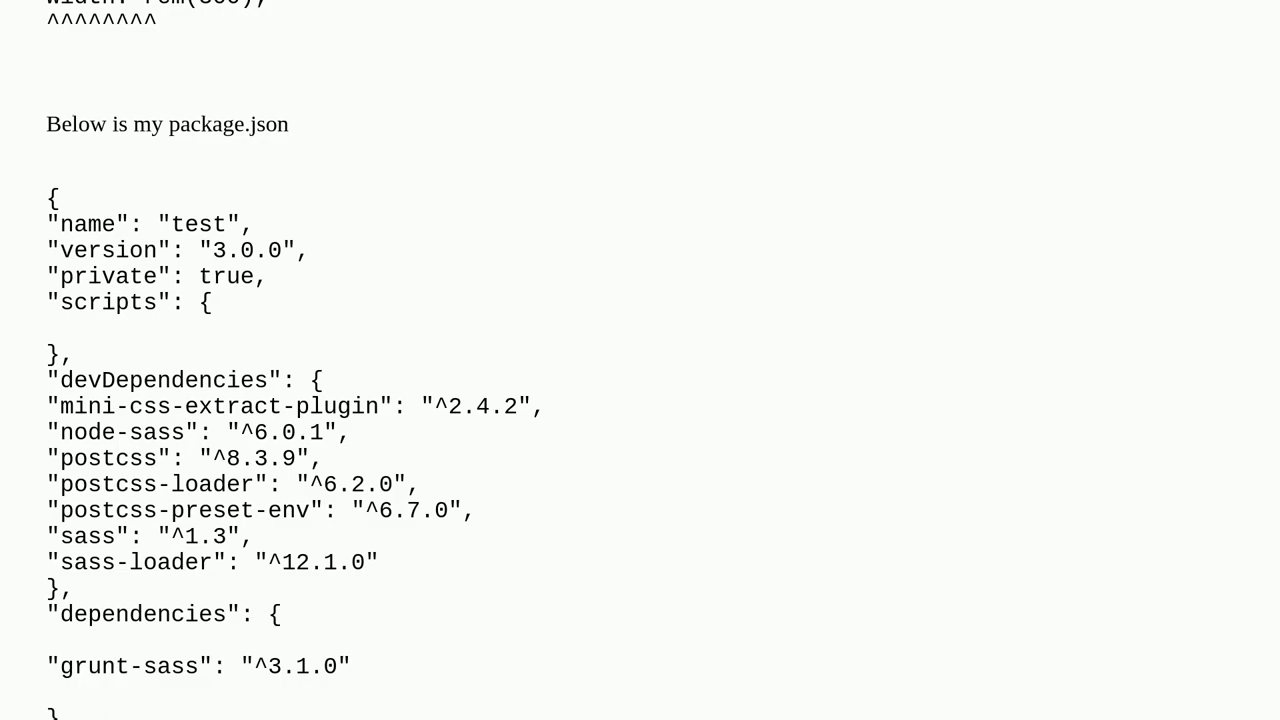 ^^^^^^^^
Below is my package.json
{
"name": "test",
"version": "3.0.0",
"private": true,
"scripts": {
},
"devDependencies": {
"mini-css-extract-plugin": "^2.4.2",
"node-sass": "^6.0.1",
"postcss": "^8.3.9",
"postcss-loader": "^6.2.0",
"postcss-preset-env": "^6.7.0",
"sass": "^1.3",
"sass-loader": "^12.1.0"
},
"dependencies": {
"grunt-sass": "^3.1.0"
}